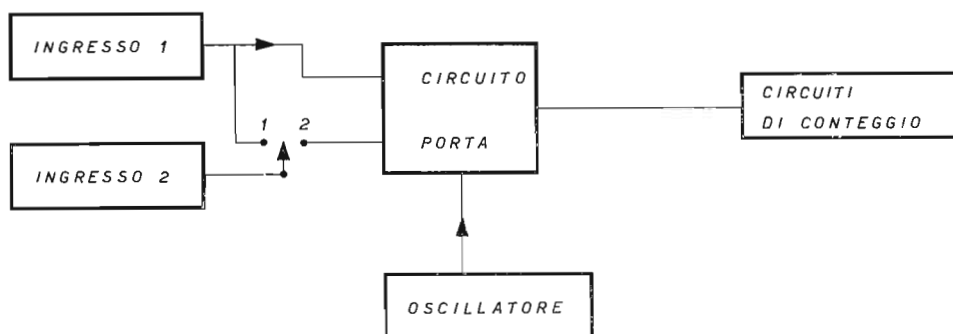 INGRESSO 1
CIRCUITO
PORTA
CIRCUITI
DI CONTEGGIO
1 2
INGRESSO 2
OSCILLATORE